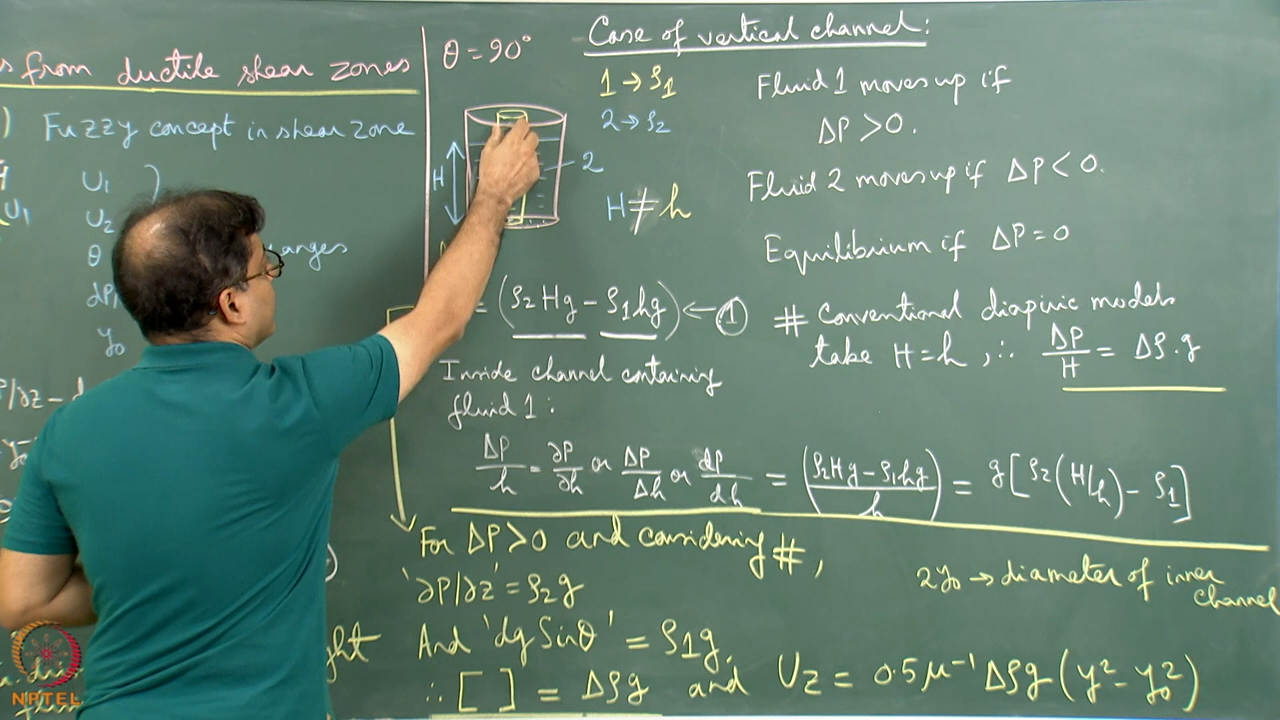 s from ductile shear zones
Fuzzy concept in shear zone
U1
U1
U2
θ
anges
y0
θ = 90°
H
2
Case of vertical channel:
1 → ρ1
2 → ρ2
H ≠ h
Fluid 1 moves up if
ΔP > 0.
Fluid 2 moves up if ΔP < 0.
Equilibrium if ΔP = 0
= (ρ2Hg - ρ1hg) ← ①
# Conventional diapiric models
take H = h, ∴ ΔP/H = Δρ.g
Inside channel containing
fluid 1:
ΔP/h = ∂P/∂h or ΔP/Δh or dP/dh = (ρ2Hg - ρ1hg)/h = g[ρ2(H/h) - ρ1]
For ΔP > 0 and considering #,
'∂P/∂z' = ρ2g
2y0 → diameter of inner
channel
ght And 'dg Sinθ' = ρ1g.
∴ [ ] = Δρg and Uz = 0.5μ⁻¹Δρg(y² - y0²)
NPTEL